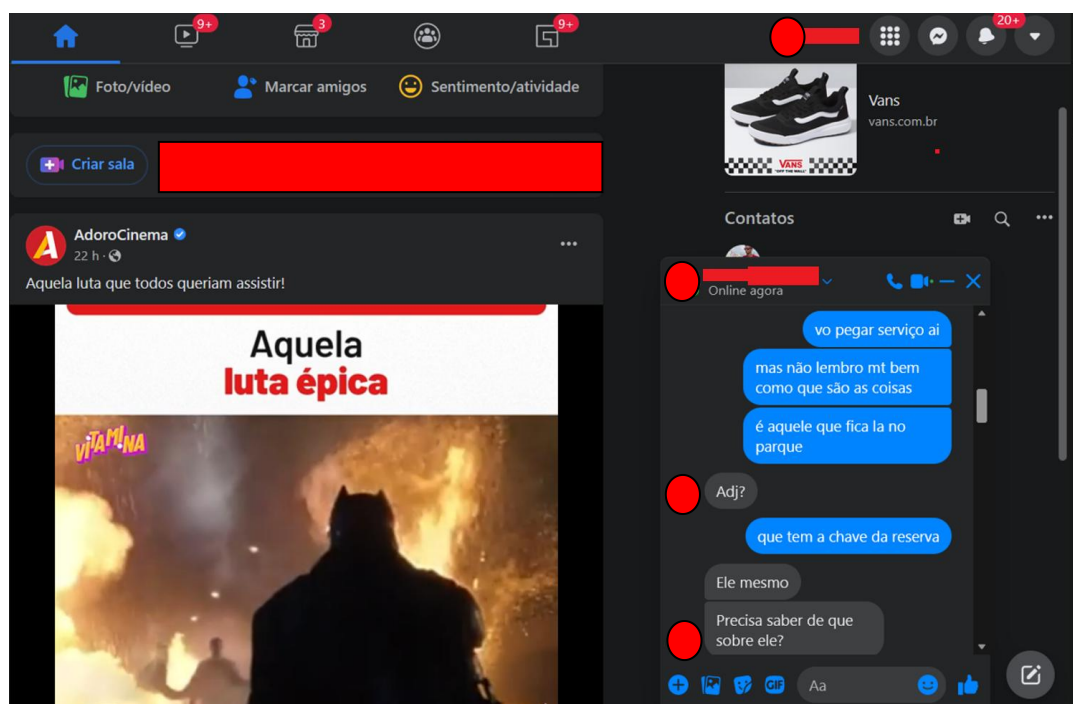 9+
3
9+
20+
Foto/vídeo
Marcar amigos
Sentimento/atividade
Criar sala
AdoroCinema
22 h ·
Aquela luta que todos queriam assistir!
Aquela
luta épica
VITAMINA
VANS
"OFF THE WALL"
Vans
vans.com.br
Contatos
Online agora
vo pegar serviço ai
mas não lembro mt bem
como que são as coisas
é aquele que fica la no
parque
Adj?
que tem a chave da reserva
Ele mesmo
Precisa saber de que
sobre ele?
GIF
Aa